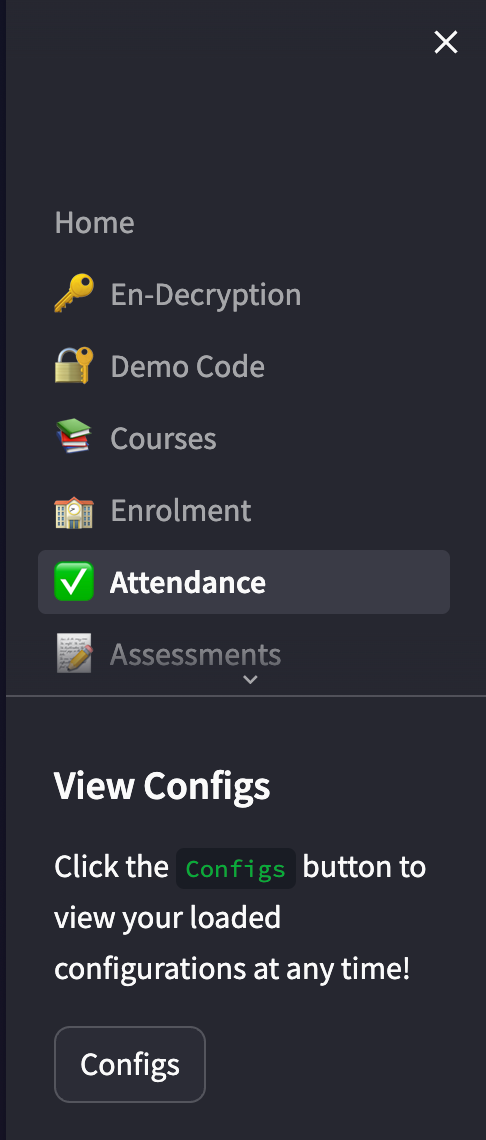 Home
En-Decryption
Demo Code
Courses
Enrolment
Attendance
Assessments
View Configs
Click the Configs button to
view your loaded
configurations at any time!
Configs